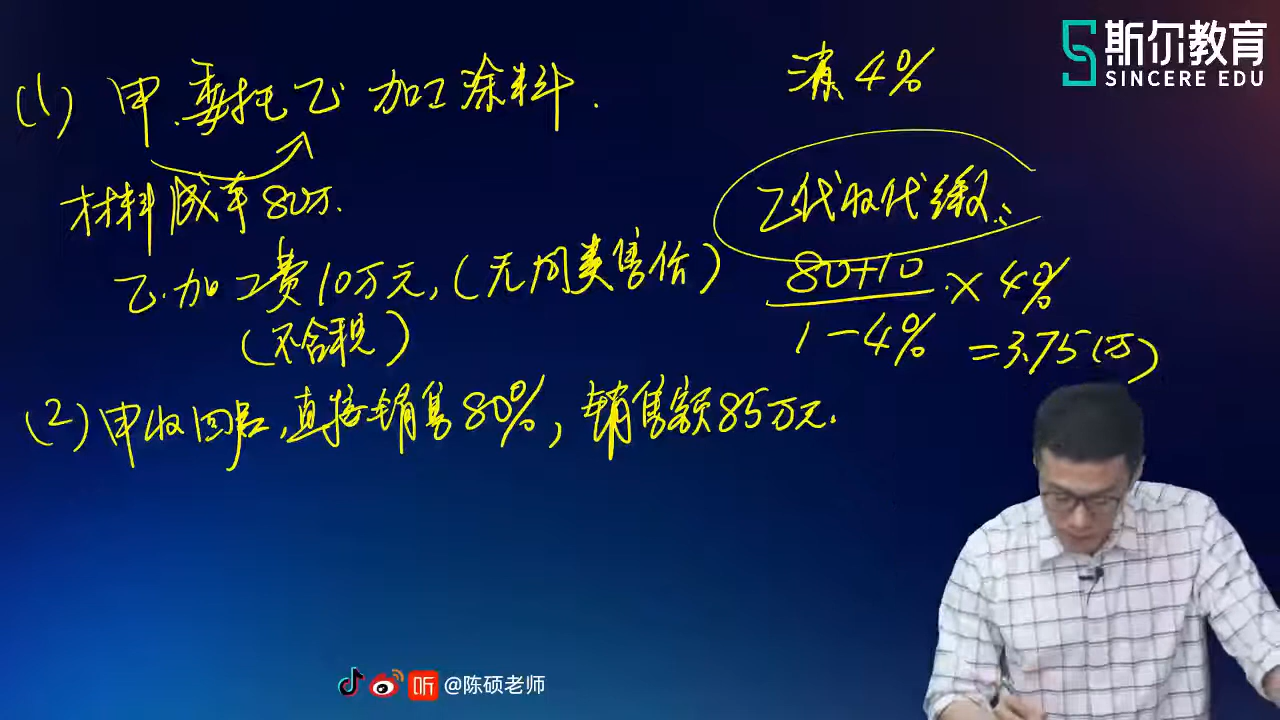 斯尔教育
SINCERE EDU
(1) 甲.委托乙 加工涂料.
消 4%
材料成本80万.
乙代收代缴.
乙.加工费10万元,(无同类售价)
(不含税)
80+10
1-4%
×4%
=3.75(万)
(2)甲收回后,直接销售80%,销售额85万元.
听 @陈硕老师